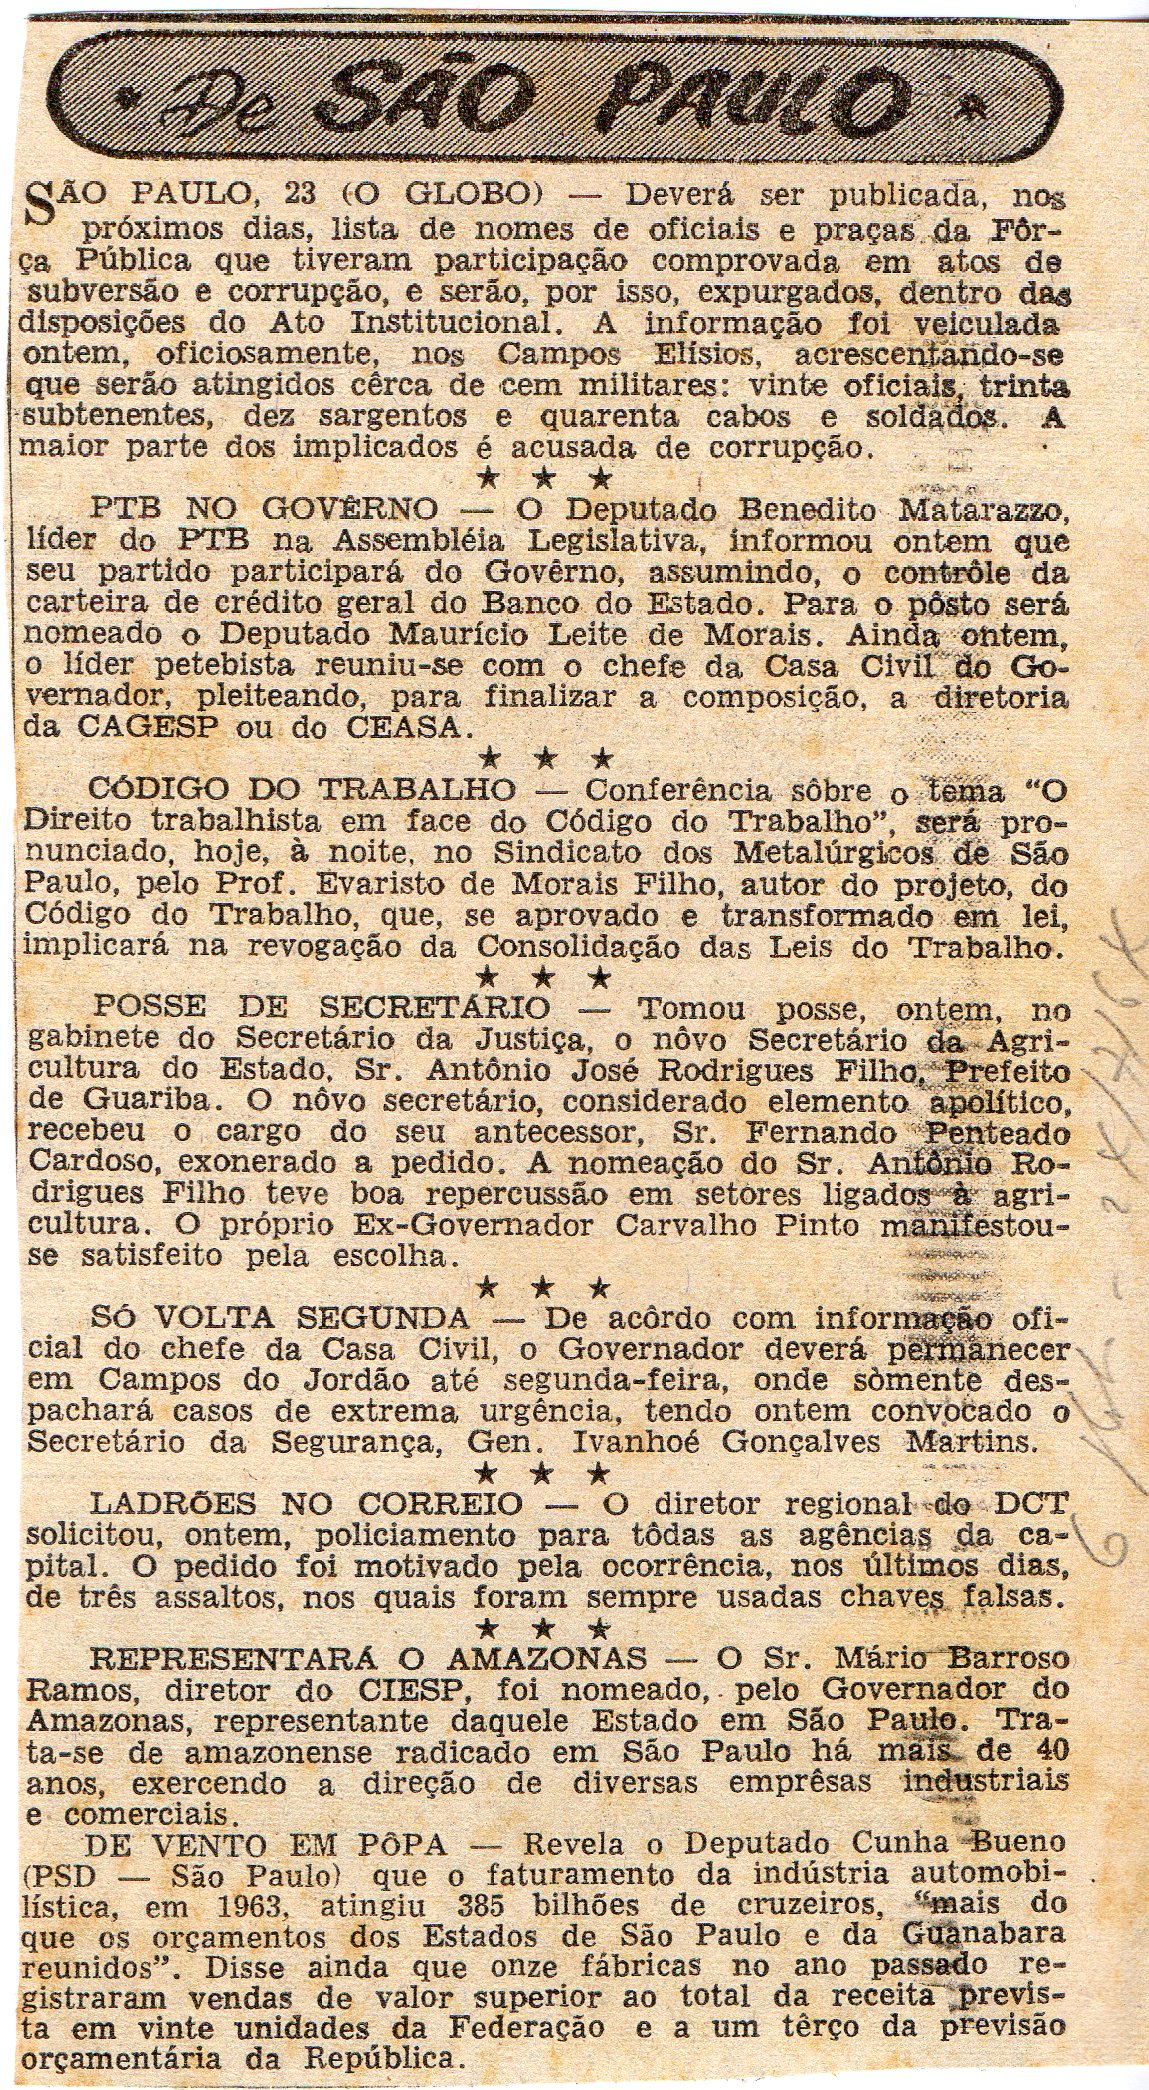 De SÃO PAULO
SÃO PAULO, 23 (O GLOBO) — Deverá ser publicada, nos
próximos dias, lista de nomes de oficiais e praças da Fôr-
ça Pública que tiveram participação comprovada em atos de
subversão e corrupção, e serão, por isso, expurgados, dentro das
disposições do Ato Institucional. A informação foi veiculada
ontem, oficiosamente, nos Campos Elísios, acrescentando-se
que serão atingidos cêrca de cem militares: vinte oficiais, trinta
subtenentes, dez sargentos e quarenta cabos e soldados. A
maior parte dos implicados é acusada de corrupção.
★ ★ ★
PTB NO GOVÊRNO — O Deputado Benedito Matarazzo,
líder do PTB na Assembléia Legislativa, informou ontem que
seu partido participará do Govêrno, assumindo, o contrôle da
carteira de crédito geral do Banco do Estado. Para o pôsto será
nomeado o Deputado Maurício Leite de Morais. Ainda ontem,
o líder petebista reuniu-se com o chefe da Casa Civil do Go-
vernador, pleiteando, para finalizar a composição, a diretoria
da CAGESP ou do CEASA.
★ ★ ★
CÓDIGO DO TRABALHO — Conferência sôbre o tema “O
Direito trabalhista em face do Código do Trabalho”, será pro-
nunciado, hoje, à noite, no Sindicato dos Metalúrgicos de São
Paulo, pelo Prof. Evaristo de Morais Filho, autor do projeto, do
Código do Trabalho, que, se aprovado e transformado em lei,
implicará na revogação da Consolidação das Leis do Trabalho.
★ ★ ★
POSSE DE SECRETÁRIO — Tomou posse, ontem, no
gabinete do Secretário da Justiça, o nôvo Secretário da Agri-
cultura do Estado, Sr. Antônio José Rodrigues Filho, Prefeito
de Guariba. O nôvo secretário, considerado elemento apolítico,
recebeu o cargo do seu antecessor, Sr. Fernando Penteado
Cardoso, exonerado a pedido. A nomeação do Sr. Antônio Ro-
drigues Filho teve boa repercussão em setores ligados à agri-
cultura. O próprio Ex-Governador Carvalho Pinto manifestou-
se satisfeito pela escolha.
★ ★ ★
SÓ VOLTA SEGUNDA — De acôrdo com informação ofi-
cial do chefe da Casa Civil, o Governador deverá permanecer
em Campos do Jordão até segunda-feira, onde sòmente des-
pachará casos de extrema urgência, tendo ontem convocado o
Secretário da Segurança, Gen. Ivanhoé Gonçalves Martins.
★ ★ ★
LADRÕES NO CORREIO — O diretor regional do DCT
solicitou, ontem, policiamento para tôdas as agências da ca-
pital. O pedido foi motivado pela ocorrência, nos últimos dias,
de três assaltos, nos quais foram sempre usadas chaves falsas.
★ ★ ★
REPRESENTARÁ O AMAZONAS — O Sr. Mário Barroso
Ramos, diretor do CIESP, foi nomeado, pelo Governador do
Amazonas, representante daquele Estado em São Paulo. Tra-
ta-se de amazonense radicado em São Paulo há mais de 40
anos, exercendo a direção de diversas emprêsas industriais
e comerciais.
DE VENTO EM PÔPA — Revela o Deputado Cunha Bueno
(PSD — São Paulo) que o faturamento da indústria automobi-
lística, em 1963, atingiu 385 bilhões de cruzeiros, “mais do
que os orçamentos dos Estados de São Paulo e da Guanabara
reunidos”. Disse ainda que onze fábricas no ano passado re-
gistraram vendas de valor superior ao total da receita previs-
ta em vinte unidades da Federação e a um têrço da previsão
orçamentária da República.